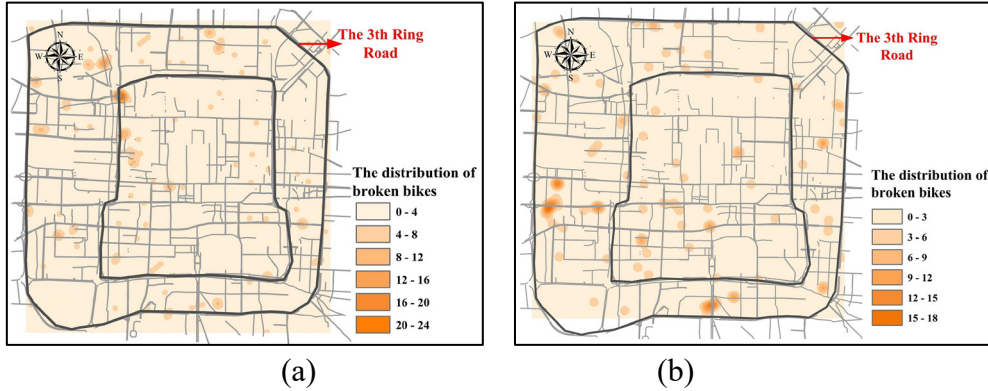 N
W E
S
The 3th Ring
Road
The distribution of
broken bikes
0 - 4
4 - 8
8 - 12
12 - 16
16 - 20
20 - 24
(a)
N
W E
S
The 3th Ring
Road
The distribution of
broken bikes
0 - 3
3 - 6
6 - 9
9 - 12
12 - 15
15 - 18
(b)